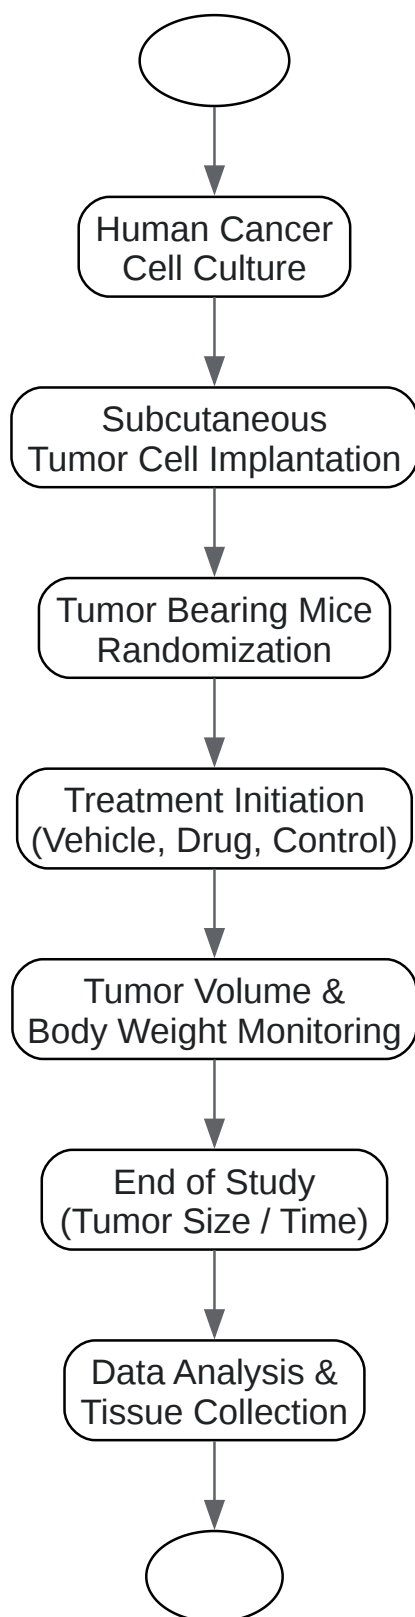 Human Cancer
Cell Culture
Subcutaneous
Tumor Cell Implantation
Tumor Bearing Mice
Randomization
Treatment Initiation
(Vehicle, Drug, Control)
Tumor Volume &
Body Weight Monitoring
End of Study
(Tumor Size / Time)
Data Analysis &
Tissue Collection